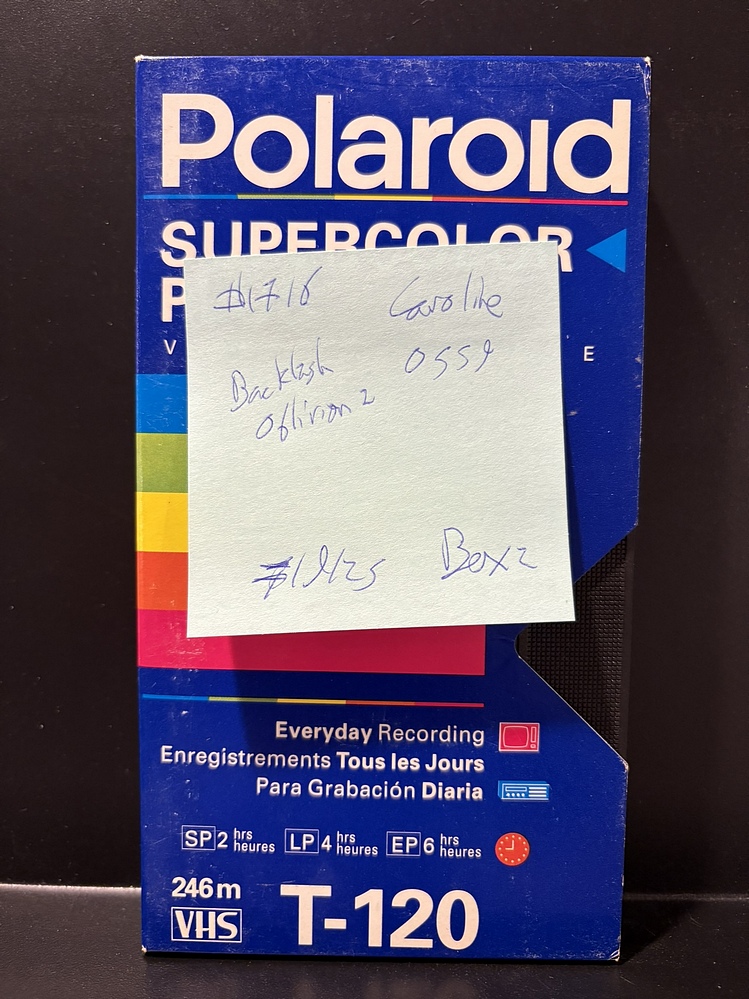 Polaroid
SUPERCOLOR
P
V E
#1716 Caroline
Backlash 0559
Oblivion 2
Box 2
Everyday Recording
Enregistrements Tous les Jours
Para Grabación Diaria
SP 2 hrs heures LP 4 hrs heures EP 6 hrs heures
246m
VHS T-120